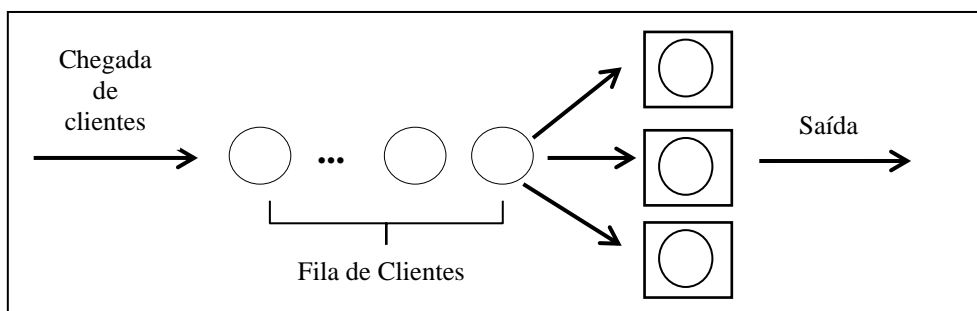 Chegada
de
clientes
...
Saída
Fila de Clientes